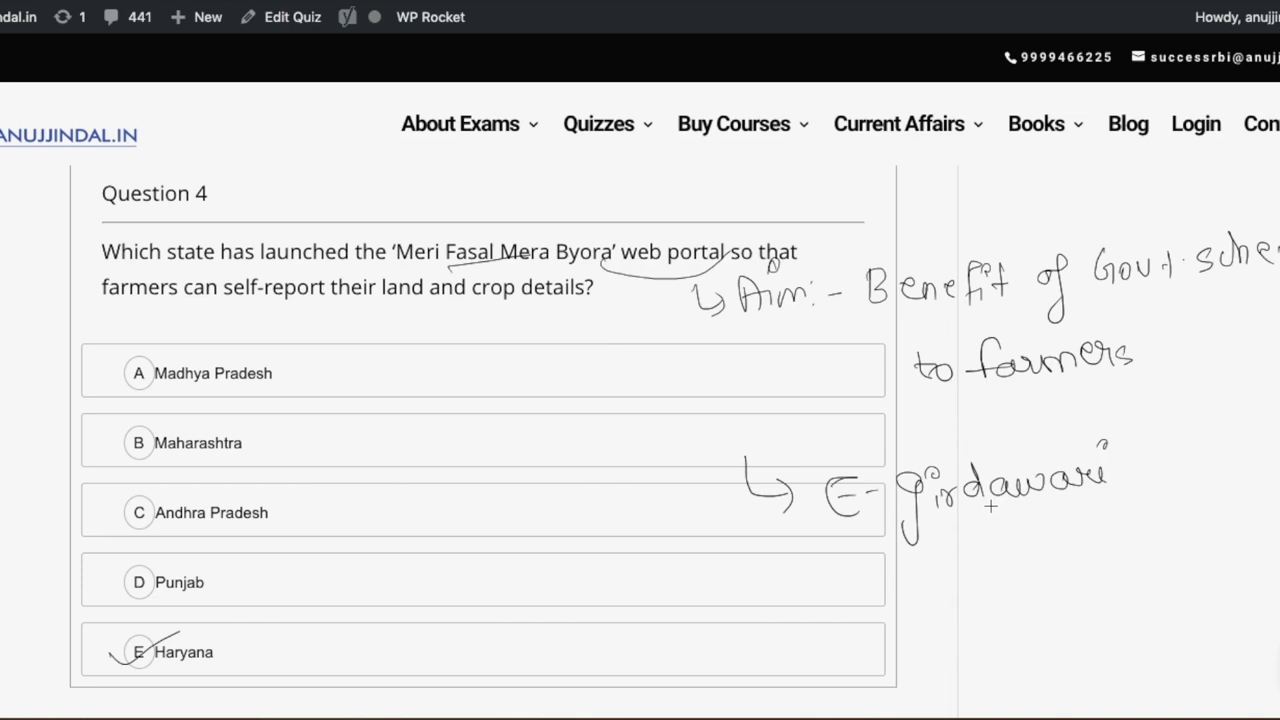 ndal.in 1 441 New Edit Quiz WP Rocket Howdy, anujji
9999466225 successrbi@anujj
ANUJJINDAL.IN About Exams Quizzes Buy Courses Current Affairs Books Blog Login Con
Question 4
Which state has launched the ‘Meri Fasal Mera Byora’ web portal so that
farmers can self-report their land and crop details?
Aim:- Benefit of Govt. sche
to farmers
A Madhya Pradesh
B Maharashtra
E-girdawari
C Andhra Pradesh
D Punjab
E Haryana